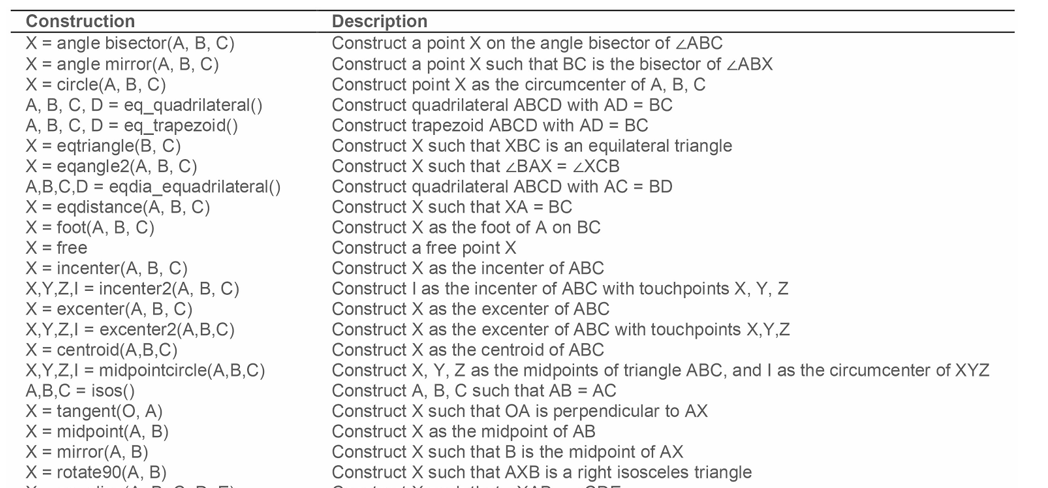 Construction Description
X = angle bisector(A, B, C) Construct a point X on the angle bisector of ∠ABC
X = angle mirror(A, B, C) Construct a point X such that BC is the bisector of ∠ABX
X = circle(A, B, C) Construct point X as the circumcenter of A, B, C
A, B, C, D = eq_quadrilateral() Construct quadrilateral ABCD with AD = BC
A, B, C, D = eq_trapezoid() Construct trapezoid ABCD with AD = BC
X = eqtriangle(B, C) Construct X such that XBC is an equilateral triangle
X = eqangle2(A, B, C) Construct X such that ∠BAX = ∠XCB
A,B,C,D = eqdia_equadrilateral() Construct quadrilateral ABCD with AC = BD
X = eqdistance(A, B, C) Construct X such that XA = BC
X = foot(A, B, C) Construct X as the foot of A on BC
X = free Construct a free point X
X = incenter(A, B, C) Construct X as the incenter of ABC
X,Y,Z,I = incenter2(A, B, C) Construct I as the incenter of ABC with touchpoints X, Y, Z
X = excenter(A, B, C) Construct X as the excenter of ABC
X,Y,Z,I = excenter2(A,B,C) Construct X as the excenter of ABC with touchpoints X,Y,Z
X = centroid(A,B,C) Construct X as the centroid of ABC
X,Y,Z,I = midpointcircle(A,B,C) Construct X, Y, Z as the midpoints of triangle ABC, and I as the circumcenter of XYZ
A,B,C = isos() Construct A, B, C such that AB = AC
X = tangent(O, A) Construct X such that OA is perpendicular to AX
X = midpoint(A, B) Construct X as the midpoint of AB
X = mirror(A, B) Construct X such that B is the midpoint of AX
X = rotate90(A, B) Construct X such that AXB is a right isosceles triangle